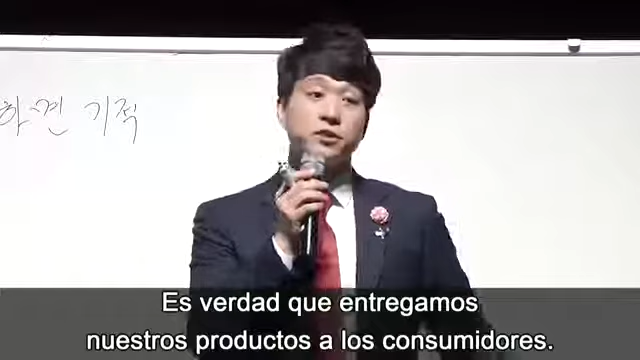 하면 기적
Es verdad que entregamos
nuestros productos a los consumidores.